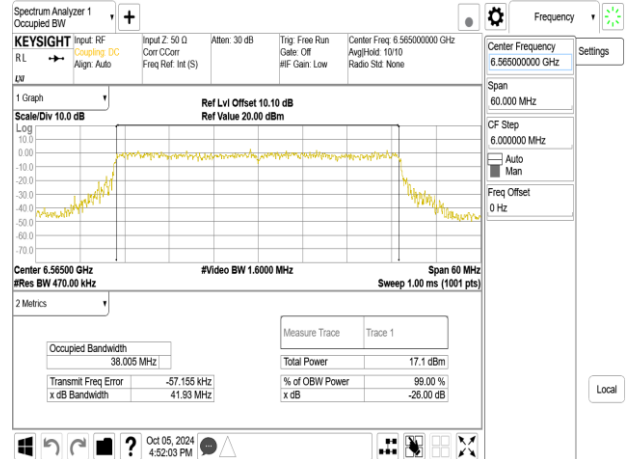 Spectrum Analyzer 1
Occupied BW
KEYSIGHT
R L
Input: RF
Coupling: DC
Align: Auto
Input Z: 50 Ω
Corr CCorr
Freq Ref: Int (S)
Atten: 30 dB
Trig: Free Run
Gate: Off
#IF Gain: Low
Center Freq: 6.565000000 GHz
Avg|Hold: 10/10
Radio Std: None
Frequency
Settings
Center Frequency
6.565000000 GHz
Span
60.000 MHz
CF Step
6.000000 MHz
Auto
Man
Freq Offset
0 Hz
Local
1 Graph
Scale/Div 10.0 dB
Ref Lvl Offset 10.10 dB
Ref Value 20.00 dBm
Log
10.0
0.00
-10.0
-20.0
-30.0
-40.0
-50.0
-60.0
-70.0
Center 6.56500 GHz
#Video BW 1.6000 MHz
Span 60 MHz
#Res BW 470.00 kHz
Sweep 1.00 ms (1001 pts)
2 Metrics
Measure Trace Trace 1
Occupied Bandwidth
38.005 MHz
Total Power 17.1 dBm
Transmit Freq Error -57.155 kHz
% of OBW Power 99.00 %
x dB Bandwidth 41.93 MHz
x dB -26.00 dB
Oct 05, 2024
4:52:03 PM